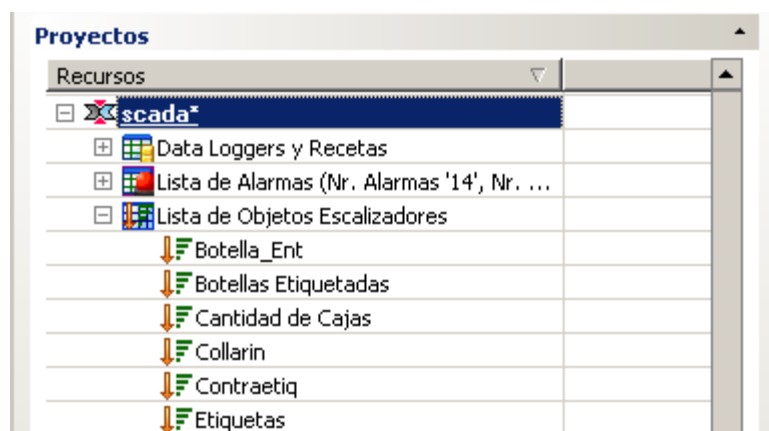 Proyectos
Recursos
scada*
Data Loggers y Recetas
Lista de Alarmas (Nr. Alarmas '14', Nr. ...
Lista de Objetos Escalizadores
Botella_Ent
Botellas Etiquetadas
Cantidad de Cajas
Collarin
Contraetiq
Etiquetas